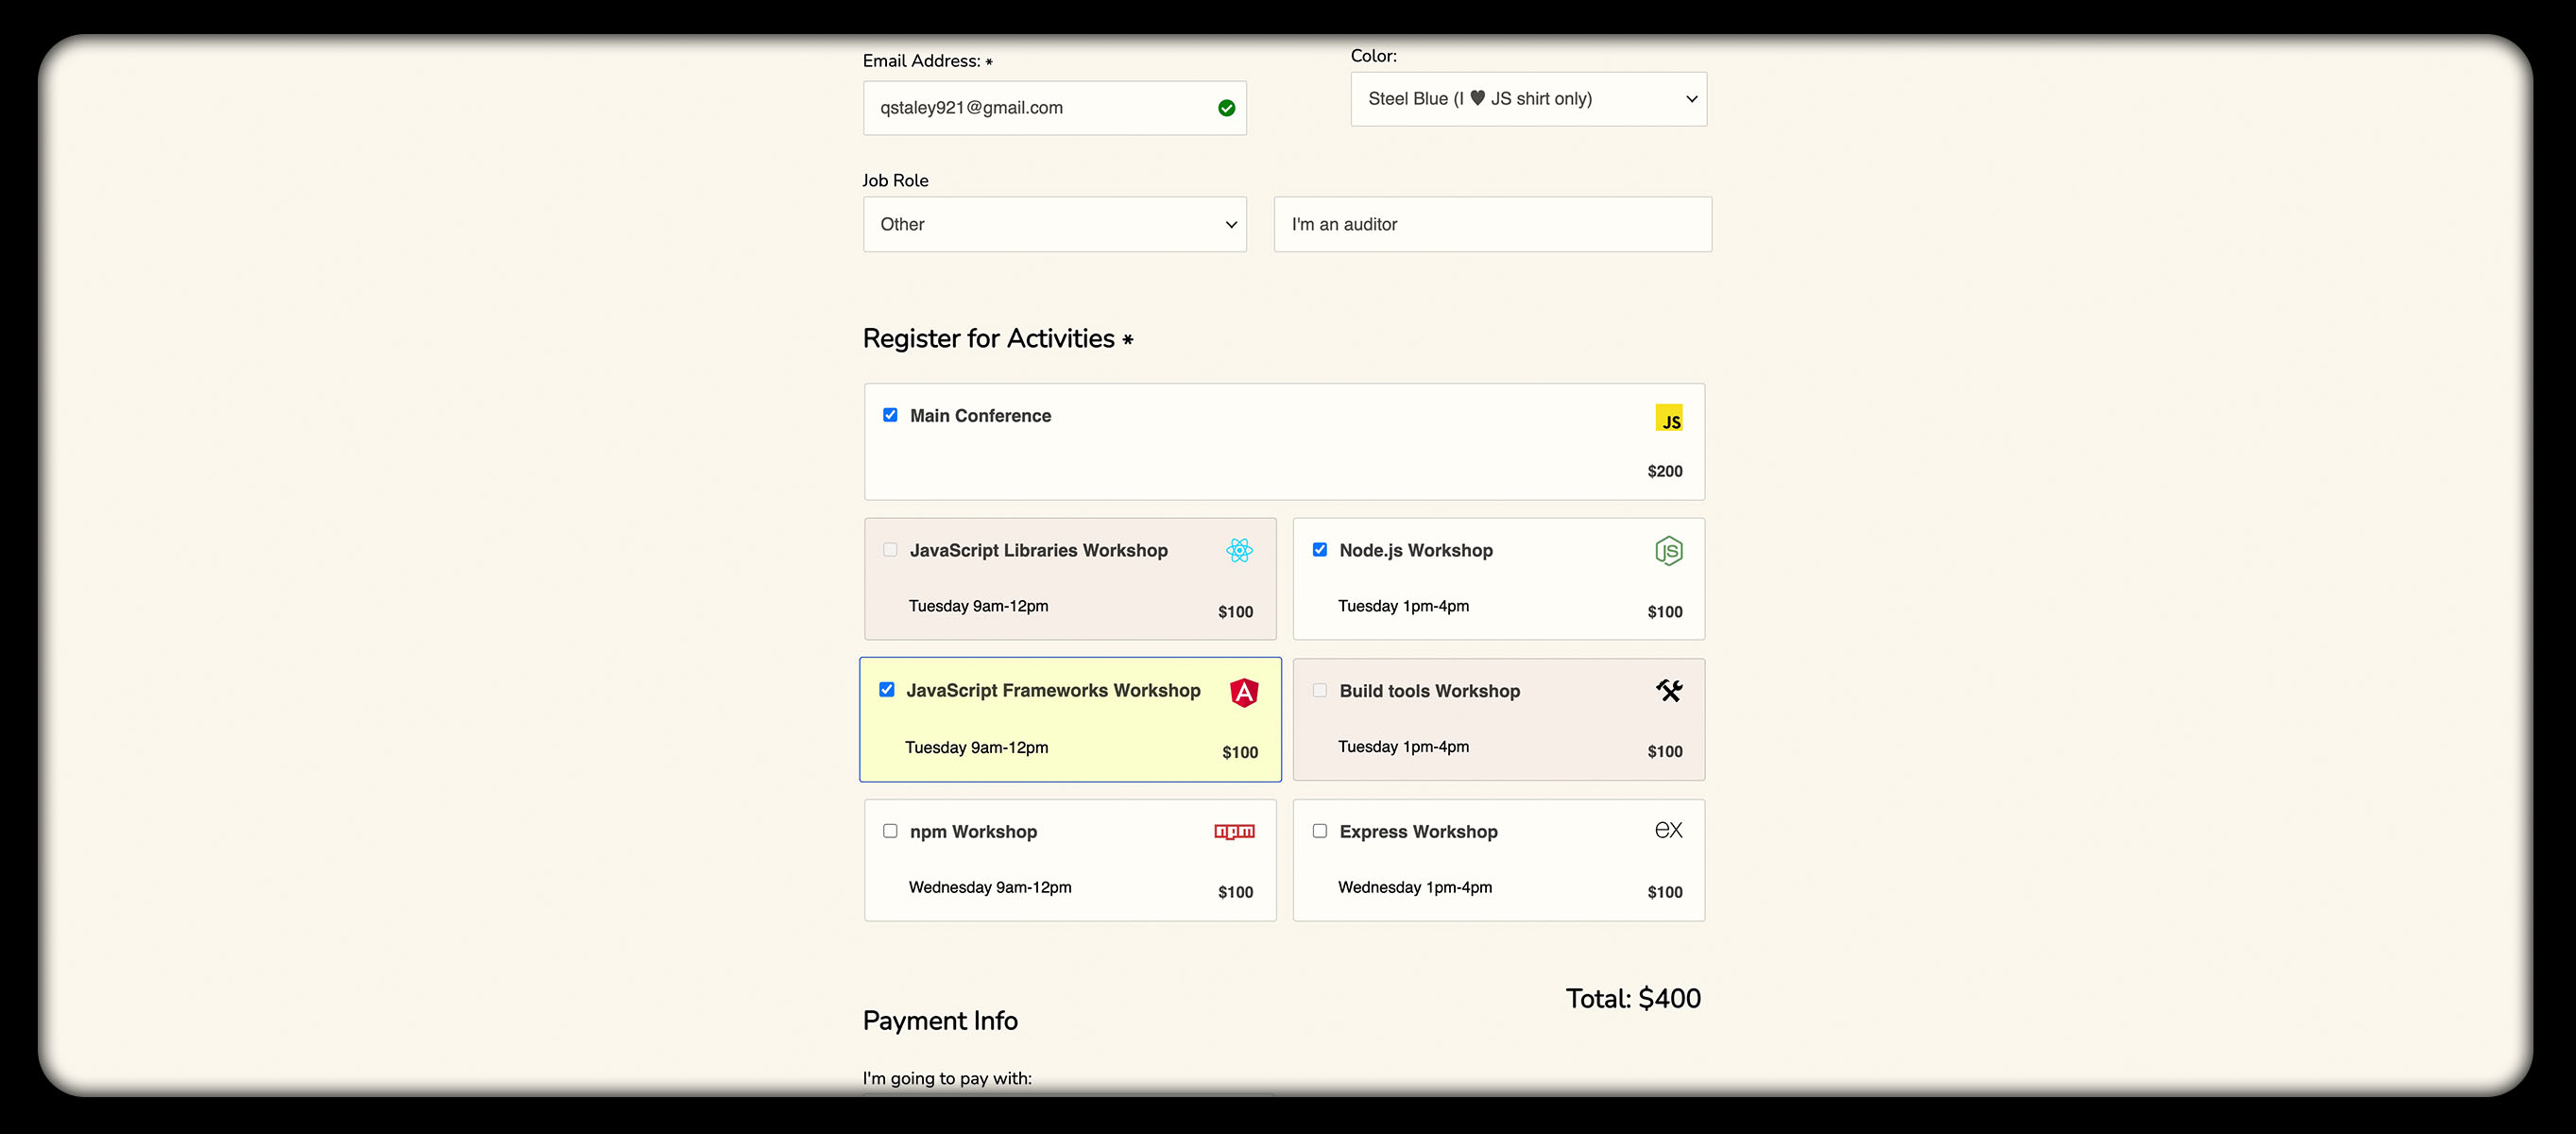 Email Address: *
Color:
qstaley921@gmail.com
Steel Blue (I ♥ JS shirt only)
Job Role
Other
I'm an auditor
Register for Activities *
Main Conference
JS
$200
JavaScript Libraries Workshop
Tuesday 9am-12pm
$100
Node.js Workshop
JS
Tuesday 1pm-4pm
$100
JavaScript Frameworks Workshop
A
Tuesday 9am-12pm
$100
Build tools Workshop
Tuesday 1pm-4pm
$100
npm Workshop
npm
Wednesday 9am-12pm
$100
Express Workshop
ex
Wednesday 1pm-4pm
$100
Total: $400
Payment Info
I'm going to pay with: